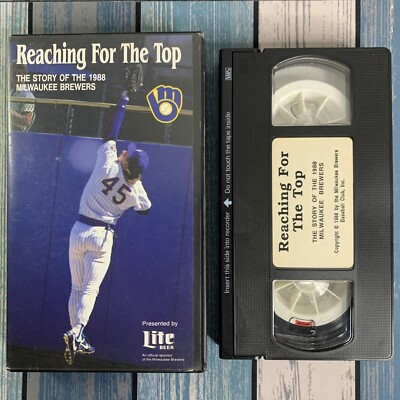 Reaching For The Top
THE STORY OF THE 1988
MILWAUKEE BREWERS
45
Presented by
Lite
BEER
An official sponsor
of the Milwaukee Brewers
VHS
Do not touch the tape inside
Insert this side into recorder
Reaching For
The Top
THE STORY OF THE 1988
MILWAUKEE BREWERS
Copyright © 1988 by the Milwaukee Brewers
Baseball Club, Inc.